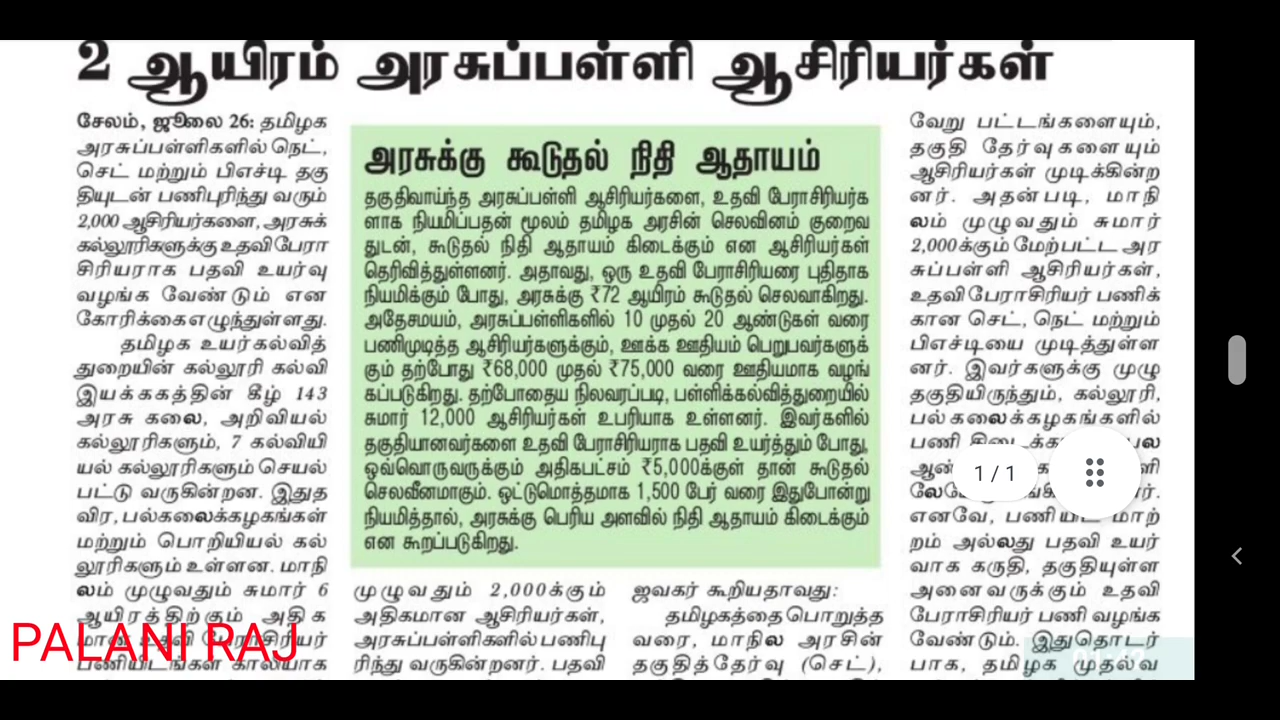 2 ஆயிரம் அரசுப்பள்ளி ஆசிரியர்கள்
சேலம், ஜூலை 26: தமிழக
அரசுப்பள்ளிகளில் நெட்,
செட் மற்றும் பிஎச்டி தகு
தியுடன் பணிபுரிந்து வரும்
2,000 ஆசிரியர்களை, அரசுக்
கல்லூரிகளுக்கு உதவி பேரா
சிரியராக பதவி உயர்வு
வழங்க வேண்டும் என
கோரிக்கை எழுந்துள்ளது.
தமிழக உயர்கல்வித்
துறையின் கல்லூரி கல்வி
இயக்ககத்தின் கீழ் 143
அரசு கலை, அறிவியல்
கல்லூரிகளும், 7 கல்வியி
யல் கல்லூரிகளும் செயல்
பட்டு வருகின்றன. இதுத
விர, பல்கலைக்கழகங்கள்
மற்றும் பொறியியல் கல்
லூரிகளும் உள்ளன. மாநி
லம் முழுவதும் சுமார் 6
ஆயிரத்திற்கும் அதிக
அரசுக்கு கூடுதல் நிதி ஆதாயம்
தகுதிவாய்ந்த அரசுப்பள்ளி ஆசிரியர்களை, உதவி பேராசிரியர்க
ளாக நியமிப்பதன் மூலம் தமிழக அரசின் செலவினம் குறைவ
துடன், கூடுதல் நிதி ஆதாயம் கிடைக்கும் என ஆசிரியர்கள்
தெரிவித்துள்ளனர். அதாவது, ஒரு உதவி பேராசிரியரை புதிதாக
நியமிக்கும் போது, அரசுக்கு ₹72 ஆயிரம் கூடுதல் செலவாகிறது.
அதேசமயம், அரசுப்பள்ளிகளில் 10 முதல் 20 ஆண்டுகள் வரை
பணிமுடித்த ஆசிரியர்களுக்கும், ஊக்க ஊதியம் பெறுபவர்களுக்
கும் தற்போது ₹68,000 முதல் ₹75,000 வரை ஊதியமாக வழங்
கப்படுகிறது. தற்போதைய நிலவரப்படி, பள்ளிக்கல்வித்துறையில்
சுமார் 12,000 ஆசிரியர்கள் உபரியாக உள்ளனர். இவர்களில்
தகுதியானவர்களை உதவி பேராசிரியராக பதவி உயர்த்தும் போது,
ஒவ்வொருவருக்கும் அதிகபட்சம் ₹5,000க்குள் தான் கூடுதல்
செலவீனமாகும். ஒட்டுமொத்தமாக 1,500 பேர் வரை இதுபோன்று
நியமித்தால், அரசுக்கு பெரிய அளவில் நிதி ஆதாயம் கிடைக்கும்
என கூறப்படுகிறது.
முழுவதும் 2,000க்கும்
அதிகமான ஆசிரியர்கள்,
அரசுப்பள்ளிகளில் பணிபு
ரிந்து வருகின்றனர். பதவி
ஜவகர் கூறியதாவது:
தமிழகத்தை பொறுத்த
வரை, மாநில அரசின்
தகுதித்தேர்வு (செட்),
வேறு பட்டங்களையும்,
தகுதி தேர்வுகளையும்
ஆசிரியர்கள் முடிக்கின்ற
னர். அதன்படி, மாநி
லம் முழுவதும் சுமார்
2,000க்கும் மேற்பட்ட அர
சுப்பள்ளி ஆசிரியர்கள்,
உதவி பேராசிரியர் பணிக்
கான செட், நெட் மற்றும்
பிஎச்டியை முடித்துள்ள
னர். இவர்களுக்கு முழு
தகுதியிருந்தும், கல்லூரி,
பல்கலைக்கழகங்களில்
பணி
எனவே, பணியிட மாற்
றம் அல்லது பதவி உயர்
வாக கருதி, தகுதியுள்ள
அனைவருக்கும் உதவி
பேராசிரியர் பணி வழங்க
வேண்டும். இதுதொடர்
பாக, தமிழக முதல்வ
1 / 1
PALANI RAJ